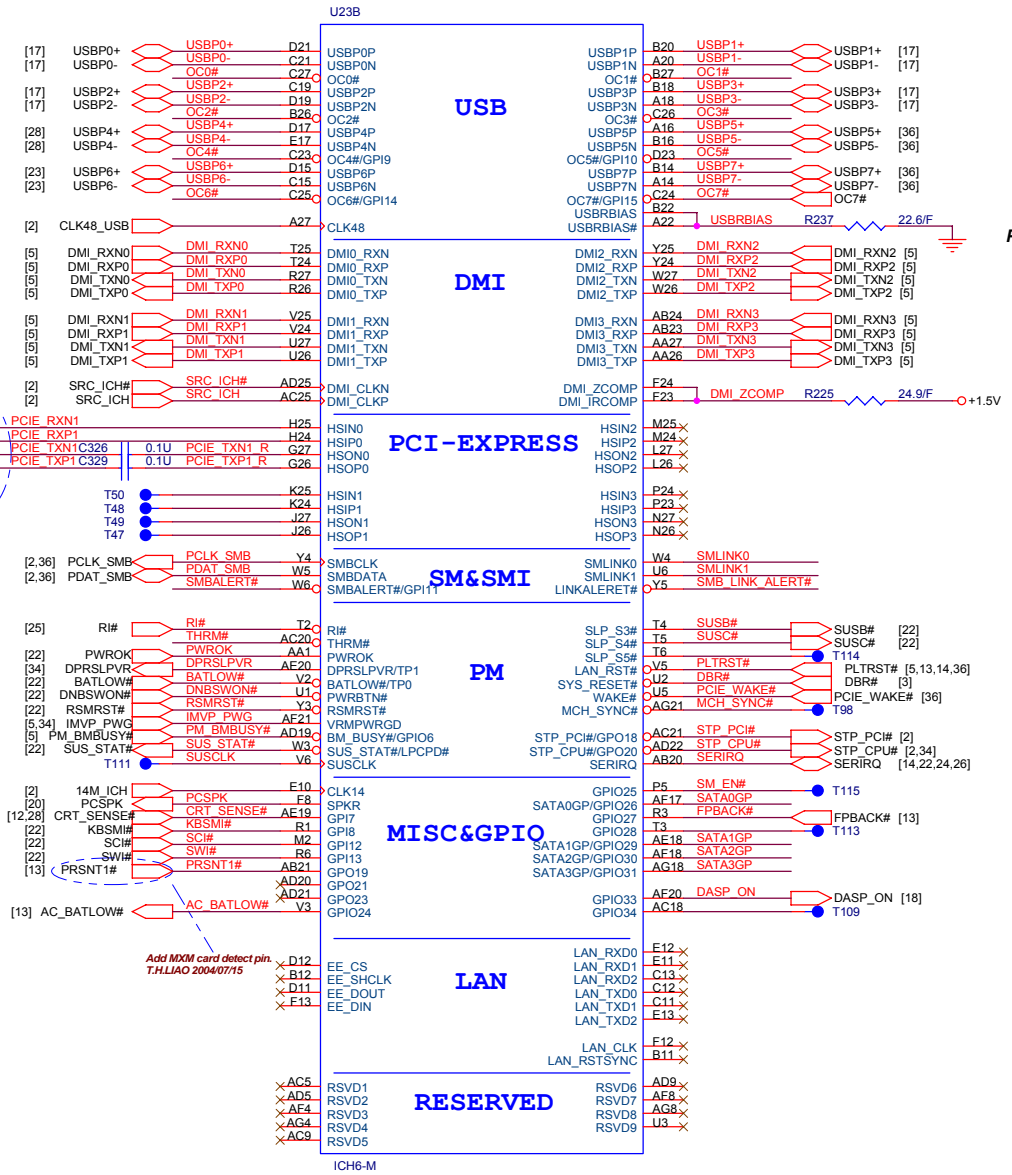 U23B
[17] USBP0+ USBP0+ D21 USBP0P USBP1P B20 USBP1+ USBP1+ [17]
[17] USBP0- USBP0- C21 USBP0N USBP1N A20 USBP1- USBP1- [17]
OC0# C27 OC0# OC1# B27 OC1#
[17] USBP2+ USBP2+ C19 USBP2P USBP3P B18 USBP3+ USBP3+ [17]
[17] USBP2- USBP2- D19 USBP2N USBP3N A18 USBP3- USBP3- [17]
USB
OC2# B26 OC2# OC3# C26 OC3#
[28] USBP4+ USBP4+ D17 USBP4P USBP5P A16 USBP5+ USBP5+ [36]
[28] USBP4- USBP4- E17 USBP4N USBP5N B16 USBP5- USBP5- [36]
OC4# C23 OC4#/GPI9 OC5#/GPI10 D23 OC5#
[23] USBP6+ USBP6+ D15 USBP6P USBP7P B14 USBP7+ USBP7+ [36]
[23] USBP6- USBP6- C15 USBP6N USBP7N A14 USBP7- USBP7- [36]
OC6# C25 OC6#/GPI14 OC7#/GPI15 C24 OC7#
USBRBIAS B22
[2] CLK48_USB A27 CLK48 USBRBIAS# A22 USBRBIAS R237 22.6/F
[5] DMI_RXN0 DMI_RXN0 T25 DMI0_RXN DMI2_RXN Y25 DMI_RXN2 DMI_RXN2 [5]
[5] DMI_RXP0 DMI_RXP0 T24 DMI0_RXP DMI2_RXP Y24 DMI_RXP2 DMI_RXP2 [5]
[5] DMI_TXN0 DMI_TXN0 R27 DMI0_TXN DMI2_TXN W27 DMI_TXN2 DMI_TXN2 [5]
DMI
[5] DMI_TXP0 DMI_TXP0 R26 DMI0_TXP DMI2_TXP W26 DMI_TXP2 DMI_TXP2 [5]
[5] DMI_RXN1 DMI_RXN1 V25 DMI1_RXN DMI3_RXN AB24 DMI_RXN3 DMI_RXN3 [5]
[5] DMI_RXP1 DMI_RXP1 V24 DMI1_RXP DMI3_RXP AB23 DMI_RXP3 DMI_RXP3 [5]
[5] DMI_TXN1 DMI_TXN1 U27 DMI1_TXN DMI3_TXN AA27 DMI_TXN3 DMI_TXN3 [5]
[5] DMI_TXP1 DMI_TXP1 U26 DMI1_TXP DMI3_TXP AA26 DMI_TXP3 DMI_TXP3 [5]
[2] SRC_ICH# SRC_ICH# AD25 DMI_CLKN DMI_ZCOMP F24
[2] SRC_ICH SRC_ICH AC25 DMI_CLKP DMI_IRCOMP F23 DMI_ZCOMP R225 24.9/F +1.5V
PCIE_RXN1 H25 HSIN0 HSIN2 M25
PCIE_RXP1 H24 HSIP0 HSIP2 M24
PCI-EXPRESS
PCIE_TXN1 C326 0.1U PCIE_TXN1_R G27 HSON0 HSON2 L27
PCIE_TXP1 C329 0.1U PCIE_TXP1_R G26 HSOP0 HSOP2 L26
T50 K25 HSIN1 HSIN3 P24
T48 K24 HSIP1 HSIP3 P23
T49 J27 HSON1 HSON3 N27
T47 J26 HSOP1 HSOP3 N26
[2,36] PCLK_SMB PCLK_SMB Y4 SMBCLK SMLINK0 W4 SMLINK0
[2,36] PDAT_SMB PDAT_SMB W5 SMBDATA SMLINK1 U6 SMLINK1
SM&SMI
SMBALERT# W6 SMBALERT#/GPI11 LINKALERET# Y5 SMB_LINK_ALERT#
[25] RI# RI# T2 RI# SLP_S3# T4 SUSB# SUSB# [22]
THRM# AC20 THRM# SLP_S4# T5 SUSC# SUSC# [22]
[22] PWROK PWROK AA1 PWROK SLP_S5# T6 T114
[34] DPRSLPVR DPRSLPVR AE20 DPRSLPVR/TP1 LAN_RST# V5 PLTRST# PLTRST# [5,13,14,36]
PM
[22] BATLOW# BATLOW# V2 BATLOW#/TP0 SYS_RESET# U2 DBR# DBR# [3]
[22] DNBSWON# DNBSWON# U1 PWRBTN# WAKE# U5 PCIE_WAKE# PCIE_WAKE# [36]
[22] RSMRST# RSMRST# Y3 RSMRST# MCH_SYNC# AG21 MCH_SYNC# T98
[5,34] IMVP_PWG IMVP_PWG AF21 VRMPWRGD
[5] PM_BMBUSY# PM_BMBUSY# AD19 BM_BUSY#/GPIO6 STP_PCI#/GPO18 AC21 STP_PCI# STP_PCI# [2]
[22] SUS_STAT# SUS_STAT# W3 SUS_STAT#/LPCPD# STP_CPU#/GPO20 AD22 STP_CPU# STP_CPU# [2,34]
T111 SUSCLK V6 SUSCLK SERIRQ AB20 SERIRQ SERIRQ [14,22,24,26]
[2] 14M_ICH E10 CLK14 GPIO25 P5 SM_EN# T115
[20] PCSPK PCSPK F8 SPKR SATA0GP/GPIO26 AF17 SATA0GP
[12,28] CRT_SENSE# CRT_SENSE# AE19 GPI7 GPIO27 R3 FPBACK# FPBACK# [13]
[22] KBSMI# KBSMI# R1 GPI8 GPIO28 T3 T113
MISC&GPIO
[22] SCI# SCI# M2 GPI12 SATA1GP/GPIO29 AE18 SATA1GP
[22] SWI# SWI# R6 GPI13 SATA2GP/GPIO30 AF18 SATA2GP
[13] PRSNT1# PRSNT1# AB21 GPO19 SATA3GP/GPIO31 AG18 SATA3GP
AD20 GPO21
AD21 GPO23 GPIO33 AF20 DASP_ON DASP_ON [18]
[13] AC_BATLOW# AC_BATLOW# V3 GPIO24 GPIO34 AC18 T109
Add MXM card detect pin.
T.H.LIAO 2004/07/15
LAN_RXD0 E12
D12 EE_CS LAN_RXD1 E11
B12 EE_SHCLK LAN_RXD2 C13
LAN
D11 EE_DOUT LAN_TXD0 C12
F13 EE_DIN LAN_TXD1 C11
LAN_TXD2 E13
LAN_CLK F12
LAN_RSTSYNC B11
AC5 RSVD1 RSVD6 AD9
AD5 RSVD2 RSVD7 AF8
RESERVED
AF4 RSVD3 RSVD8 AG8
AG4 RSVD4 RSVD9 U3
AC9 RSVD5
ICH6-M